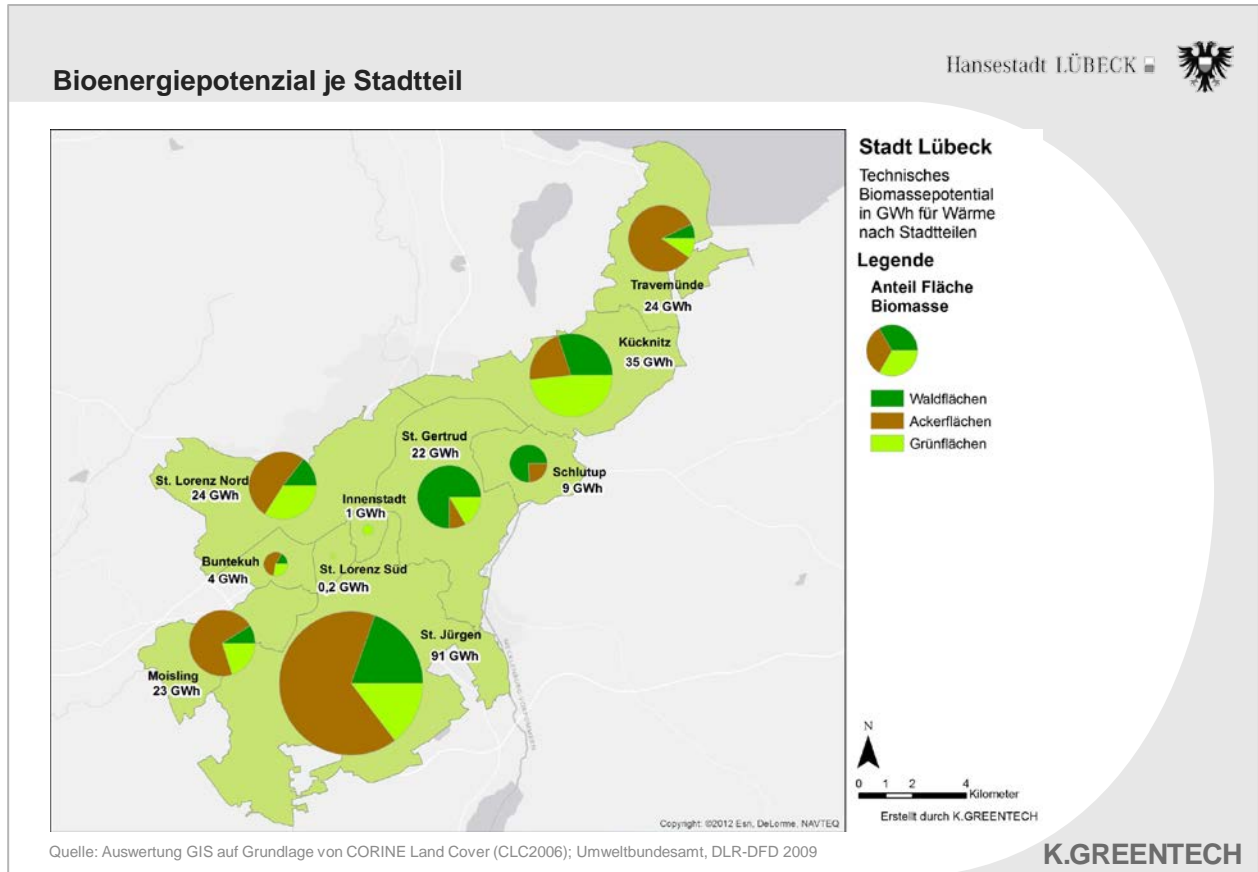 Bioenergiepotenzial je Stadtteil
Hansestadt LÜBECK
Travemünde
24 GWh
Kücknitz
35 GWh
St. Gertrud
22 GWh
Schlutup
9 GWh
St. Lorenz Nord
24 GWh
Innenstadt
1 GWh
Buntekuh
4 GWh
St. Lorenz Süd
0,2 GWh
St. Jürgen
91 GWh
Moisling
23 GWh
MECKLENBURG-VORPOMMERN
Copyright: ©2012 Esri, DeLorme, NAVTEQ
Stadt Lübeck
Technisches
Biomassepotential
in GWh für Wärme
nach Stadtteilen
Legende
Anteil Fläche
Biomasse
Waldflächen
Ackerflächen
Grünflächen
N
0 1 2 4
Kilometer
Erstellt durch K.GREENTECH
Quelle: Auswertung GIS auf Grundlage von CORINE Land Cover (CLC2006); Umweltbundesamt, DLR-DFD 2009
K.GREENTECH